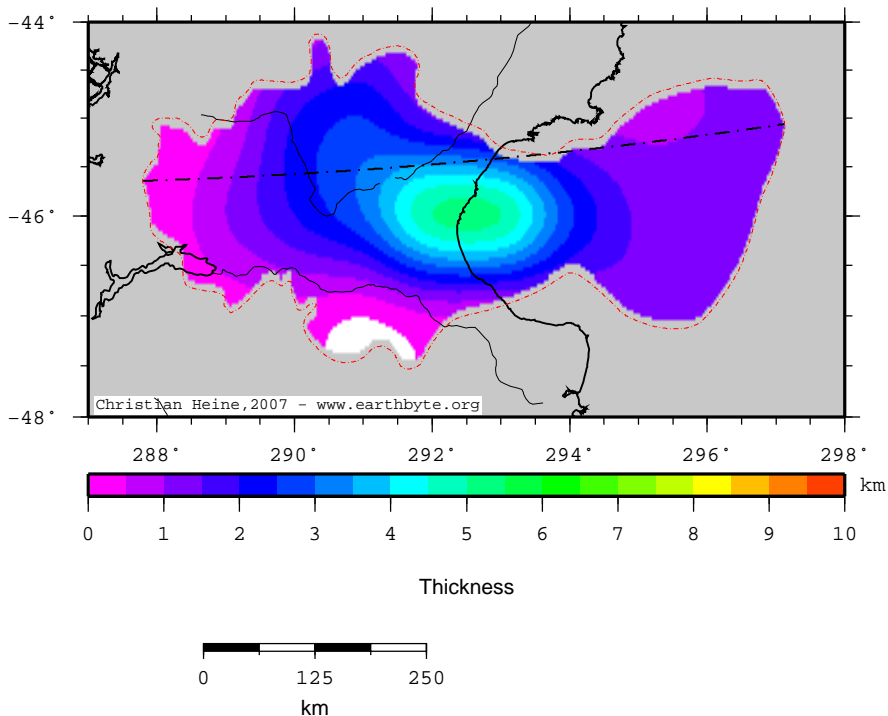 −44°
−46°
−48°
Christian Heine,2007 - www.earthbyte.org
288° 290° 292° 294° 296° 298°
km
0 1 2 3 4 5 6 7 8 9 10
Thickness
0 125 250
km